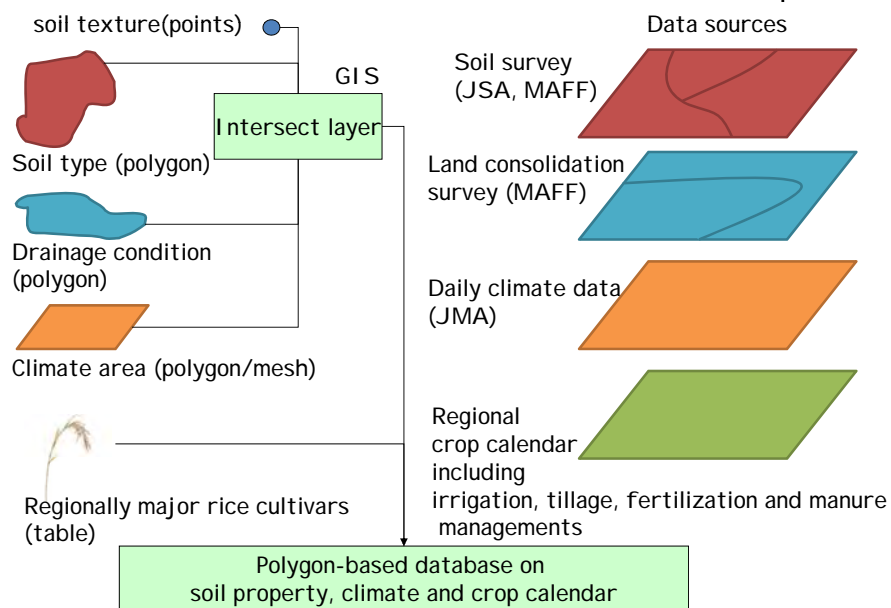 soil texture(points)
GIS
Intersect layer
Soil type (polygon)
Drainage condition
(polygon)
Climate area (polygon/mesh)
Regionally major rice cultivars
(table)
Data sources
Soil survey
(JSA, MAFF)
Land consolidation
survey (MAFF)
Daily climate data
(JMA)
Regional
crop calendar
including
irrigation, tillage, fertilization and manure
managements
Polygon-based database on
soil property, climate and crop calendar